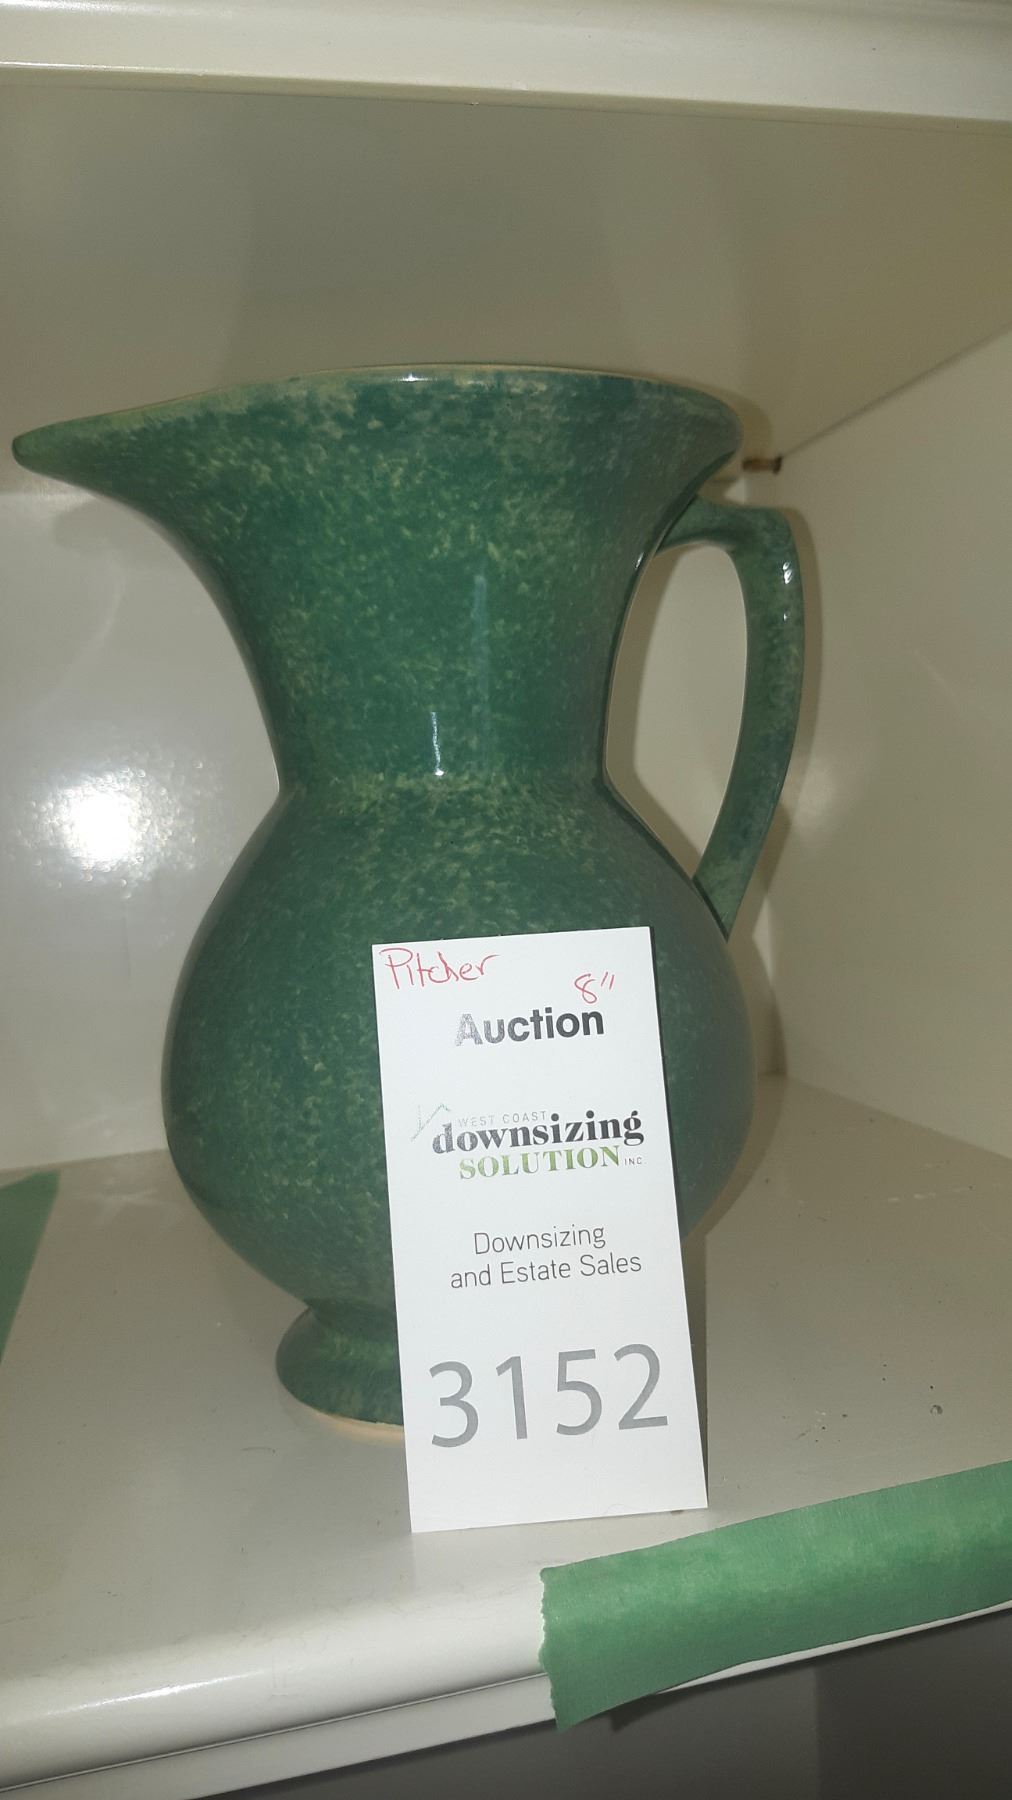 Pitcher
8"
Auction
WEST COAST
downsizing
SOLUTION INC.
Downsizing
and Estate Sales
3152